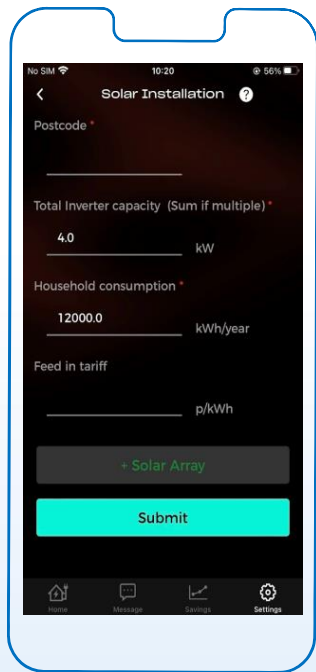 No SIM 10:20 56%
Solar Installation ?
Postcode *
Total Inverter capacity (Sum if multiple) *
4.0 kW
Household consumption *
12000.0 kWh/year
Feed in tariff
p/kWh
+ Solar Array
Submit
Home Message Savings Settings